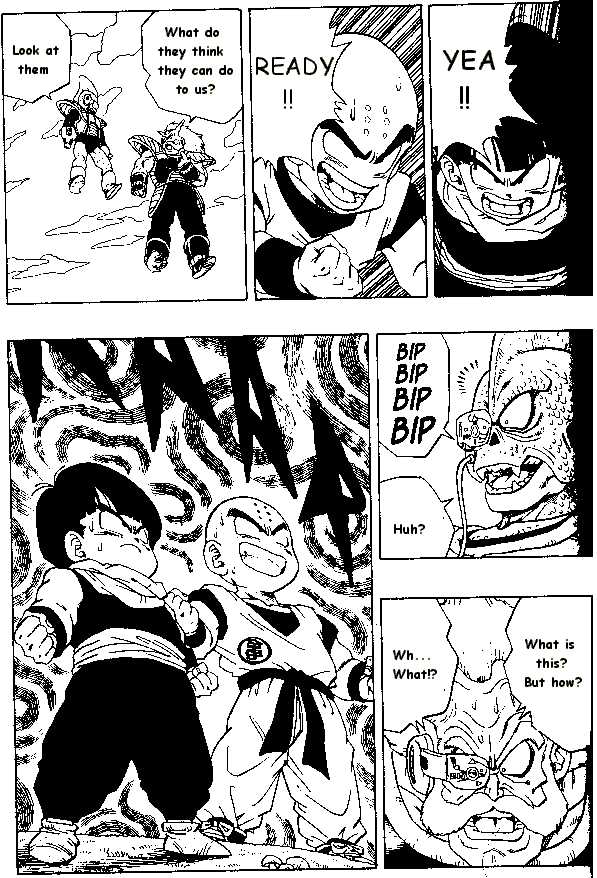 Look at
them
What do
they think
they can do
to us?
READY
!!
YEA
!!
BIP
BIP
BIP
BIP
Huh?
Wh...
What!?
What is
this?
But how?